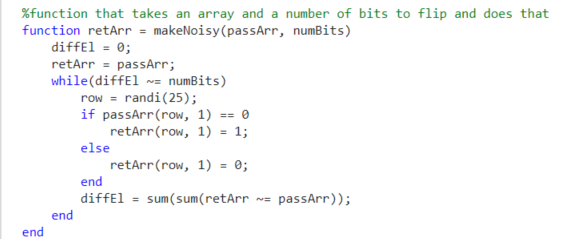 %function that takes an array and a number of bits to flip and does that
function retArr = makeNoisy(passArr, numBits)
    diffEl = 0;
    retArr = passArr;
    while(diffEl ~= numBits)
        row = randi(25);
        if passArr(row, 1) == 0
            retArr(row, 1) = 1;
        else
            retArr(row, 1) = 0;
        end
        diffEl = sum(sum(retArr ~= passArr));
    end
end